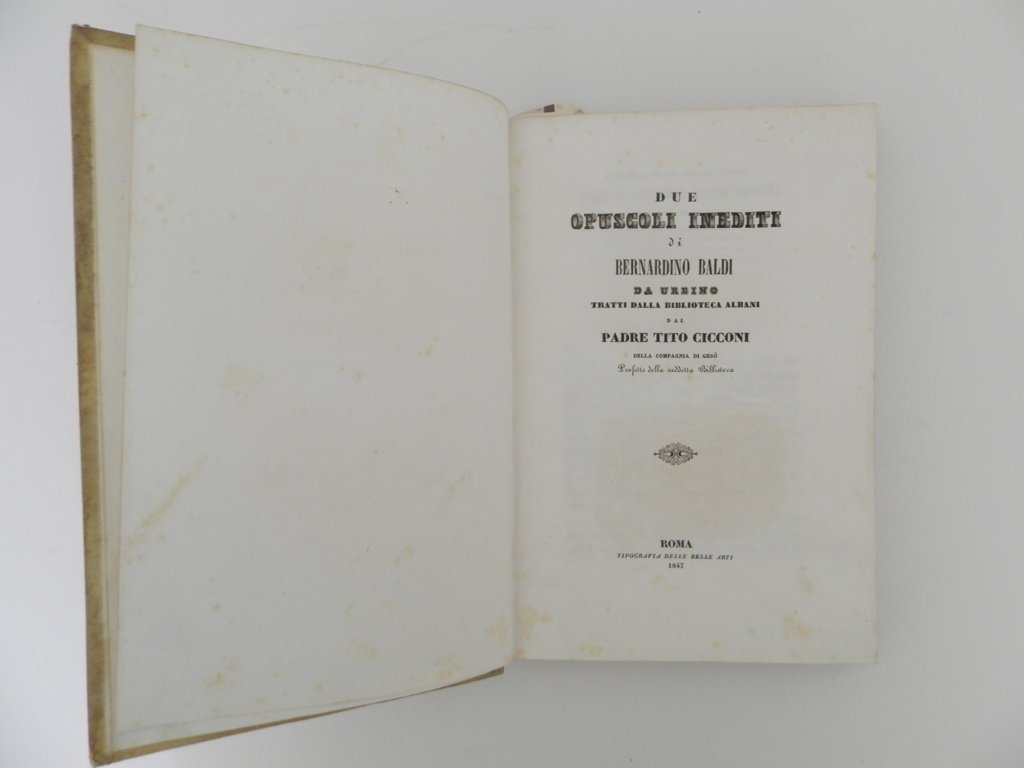 DUE
OPUSCOLI INEDITI
di
BERNARDINO BALDI
DA URBINO
TRATTI DALLA BIBLIOTECA ALBANI
DAL
PADRE TITO CICCONI
DELLA COMPAGNIA DI GESÙ
Prefetto della suddetta Biblioteca
ROMA
TIPOGRAFIA DELLE BELLE ARTI
1847